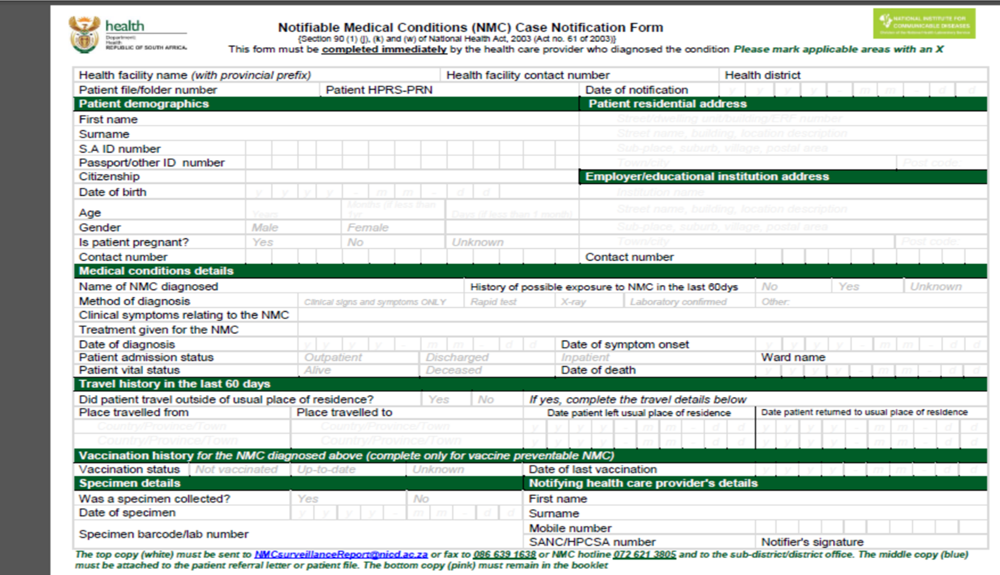 health
Department:
Health
REPUBLIC OF SOUTH AFRICA
NATIONAL INSTITUTE FOR
COMMUNICABLE DISEASES
Division of the National Health Laboratory Service
Notifiable Medical Conditions (NMC) Case Notification Form
{Section 90 (1) (j), (k) and (w) of National Health Act, 2003 (Act no. 61 of 2003)}
This form must be completed immediately by the health care provider who diagnosed the condition Please mark applicable areas with an X
Health facility name (with provincial prefix) Health facility contact number Health district
Patient file/folder number Patient HPRS-PRN Date of notification y y y y - m m - d d
Patient demographics Patient residential address
First name Street/dwelling unit/building/ERF number
Surname Street name, building, location description
S.A ID number Sub-place, suburb, village, postal area
Passport/other ID number Town/city Post code:
Citizenship Employer/educational institution address
Date of birth y y y y - m m - d d Institution name
Age Years Months (if less than 1yr Days (if less than 1 month) Street name, building, location description
Gender Male Female Sub-place, suburb, village, postal area
Is patient pregnant? Yes No Unknown Town/city Post code:
Contact number Contact number
Medical conditions details
Name of NMC diagnosed History of possible exposure to NMC in the last 60dys No Yes Unknown
Method of diagnosis Clinical signs and symptoms ONLY Rapid test X-ray Laboratory confirmed Other:
Clinical symptoms relating to the NMC
Treatment given for the NMC
Date of diagnosis y y y y - m m - d d Date of symptom onset y y y y - m m - d d
Patient admission status Outpatient Discharged Inpatient Ward name
Patient vital status Alive Deceased Date of death y y y y - m m - d d
Travel history in the last 60 days
Did patient travel outside of usual place of residence? Yes No If yes, complete the travel details below
Place travelled from Place travelled to Date patient left usual place of residence Date patient returned to usual place of residence
Country/Province/Town Country/Province/Town y y y y - m m - d d y y y y - m m - d d
Country/Province/Town Country/Province/Town y y y y - m m - d d y y y y - m m - d d
Vaccination history for the NMC diagnosed above (complete only for vaccine preventable NMC)
Vaccination status Not vaccinated Up-to-date Unknown Date of last vaccination y y y y - m m - d d
Specimen details Notifying health care provider's details
Was a specimen collected? Yes No First name
Date of specimen y y y y - m m - d d Surname
Mobile number
Specimen barcode/lab number
SANC/HPCSA number Notifier's signature
The top copy (white) must be sent to NMCsurveillanceReport@nicd.ac.za or fax to 086 639 1638 or NMC hotline 072 621 3805 and to the sub-district/district office. The middle copy (blue)
must be attached to the patient referral letter or patient file. The bottom copy (pink) must remain in the booklet